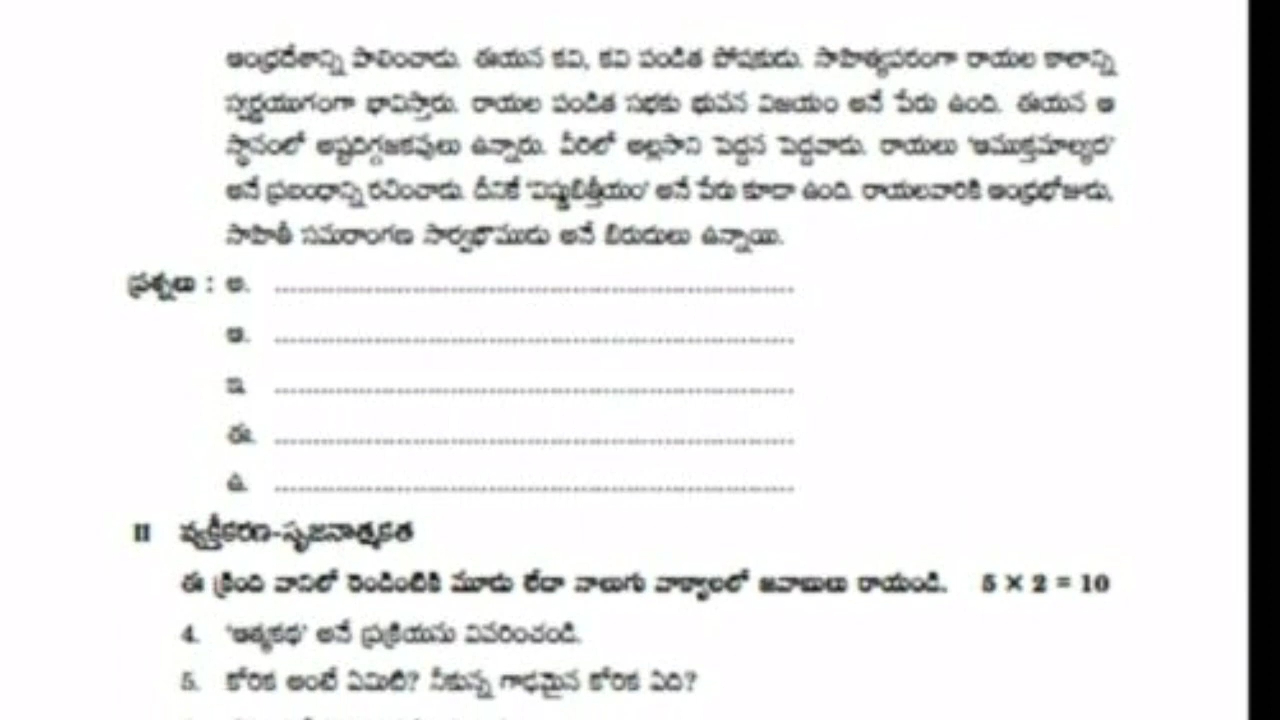 ఆంధ్రదేశాన్ని పాలించాడు. ఈయన కవి, కవి పండిత పోషకుడు. సాహిత్యపరంగా రాయల కాలాన్ని
స్వర్ణయుగంగా భావిస్తారు. రాయల పండిత సభకు భువన విజయం అనే పేరు ఉంది. ఈయన ఆ
స్థానంలో అష్టదిగ్గజకవులు ఉన్నారు. వీరిలో అల్లసాని పెద్దన పెద్దవాడు. రాయలు 'ఆముక్తమాల్యద'
అనే ప్రబంధాన్ని రచించాడు. దీనికే 'విష్ణుచిత్తీయం' అనే పేరు కూడా ఉంది. రాయలవారికి ఆంధ్రభోజుడు,
సాహితీ సమరాంగణ సార్వభౌముడు అనే బిరుదులు ఉన్నాయి.
ప్రశ్నలు : అ. ........................................................................
ఆ. ........................................................................
ఇ. ........................................................................
ఈ. ........................................................................
ఉ. ........................................................................
II వ్యక్తీకరణ-సృజనాత్మకత
ఈ క్రింది వానిలో రెండింటికి మూడు లేదా నాలుగు వాక్యాలలో జవాబులు రాయండి. 5 × 2 = 10
4. 'ఆత్మకథ' అనే ప్రక్రియను వివరించండి.
5. కోరిక అంటే ఏమిటి? నీకున్న గాఢమైన కోరిక ఏది?